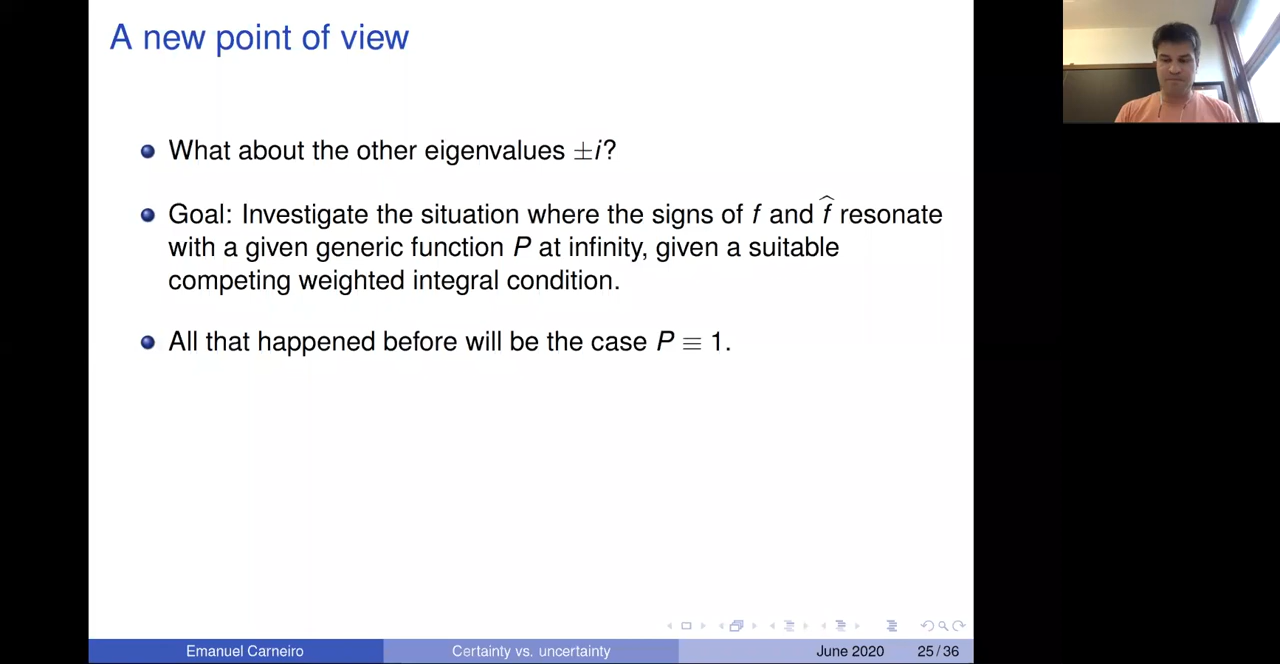 A new point of view
What about the other eigenvalues ±i?
Goal: Investigate the situation where the signs of f and f̂ resonate
with a given generic function P at infinity, given a suitable
competing weighted integral condition.
All that happened before will be the case P ≡ 1.
Emanuel Carneiro Certainty vs. uncertainty June 2020 25 / 36